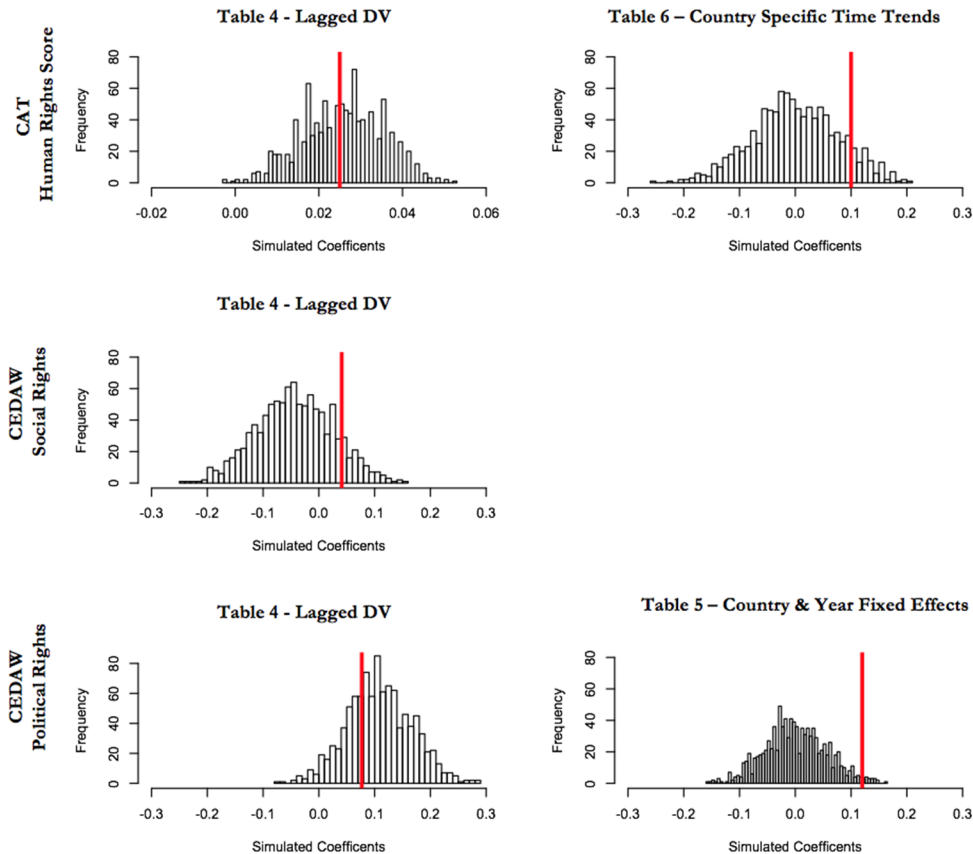 Table 4 - Lagged DV
Table 6 – Country Specific Time Trends
CAT
Human Rights Score
Frequency
80
60
40
20
0
-0.02
0.00
0.02
0.04
0.06
Simulated Coefficents
Frequency
80
60
40
20
0
-0.3
-0.2
-0.1
0.0
0.1
0.2
0.3
Simulated Coefficents
Table 4 - Lagged DV
CEDAW
Social Rights
Frequency
80
60
40
20
0
-0.3
-0.2
-0.1
0.0
0.1
0.2
0.3
Simulated Coefficents
Table 4 - Lagged DV
Table 5 – Country & Year Fixed Effects
CEDAW
Political Rights
Frequency
80
60
40
20
0
-0.3
-0.2
-0.1
0.0
0.1
0.2
0.3
Simulated Coefficents
Frequency
80
60
40
20
0
-0.3
-0.2
-0.1
0.0
0.1
0.2
0.3
Simulated Coefficents